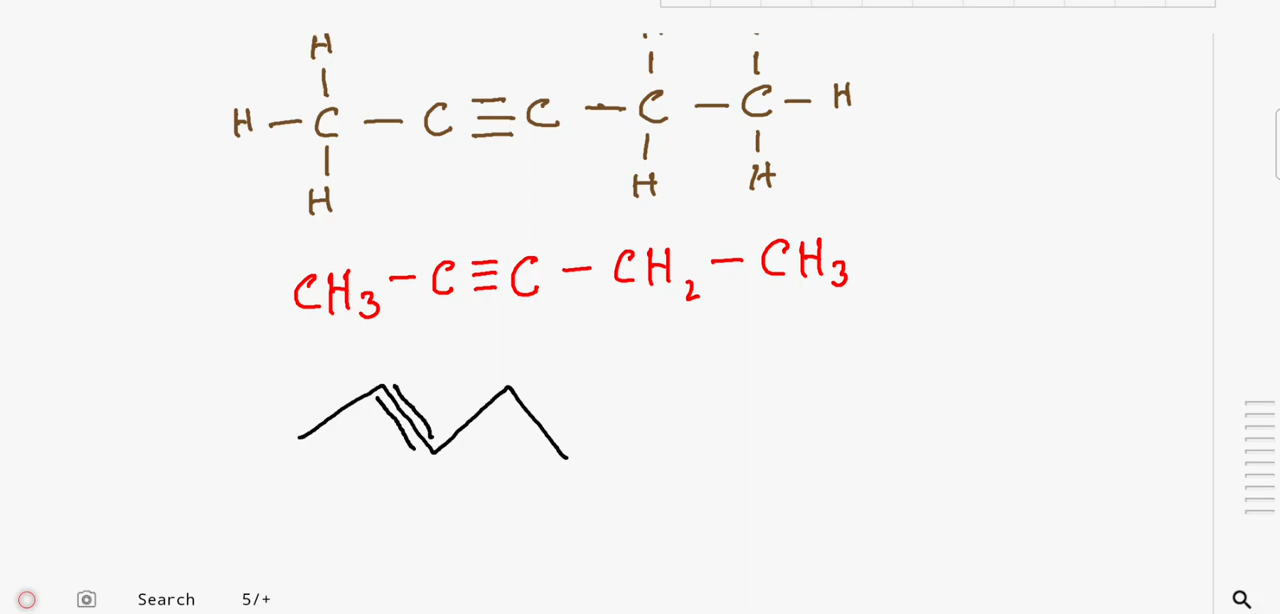 H
H – C – C ≡ C – C – C – H
H H H
CH3 – C ≡ C – CH2 – CH3
Search 5/+